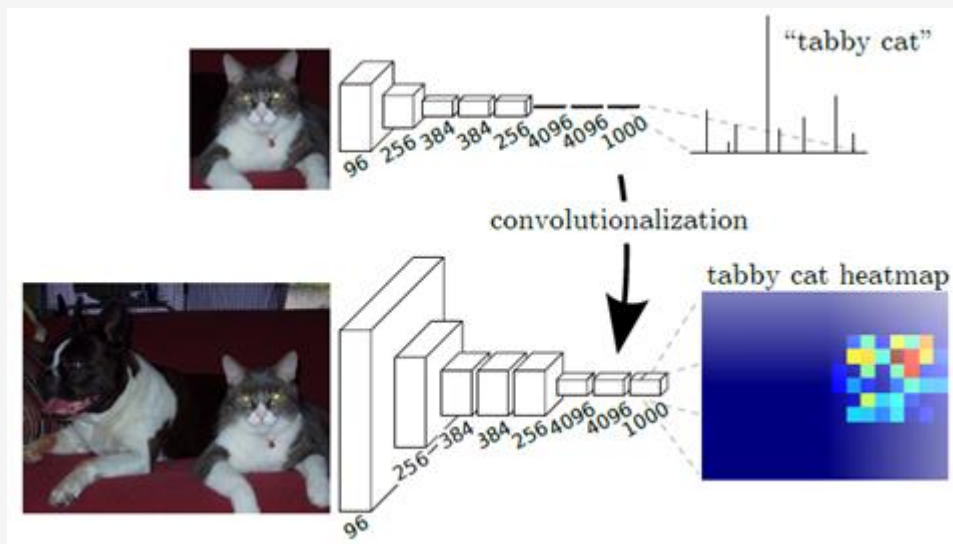 “tabby cat”
96 256 384 384 256 4096 4096 1000
convolutionalization
tabby cat heatmap
96 256 384 384 256 4096 4096 1000